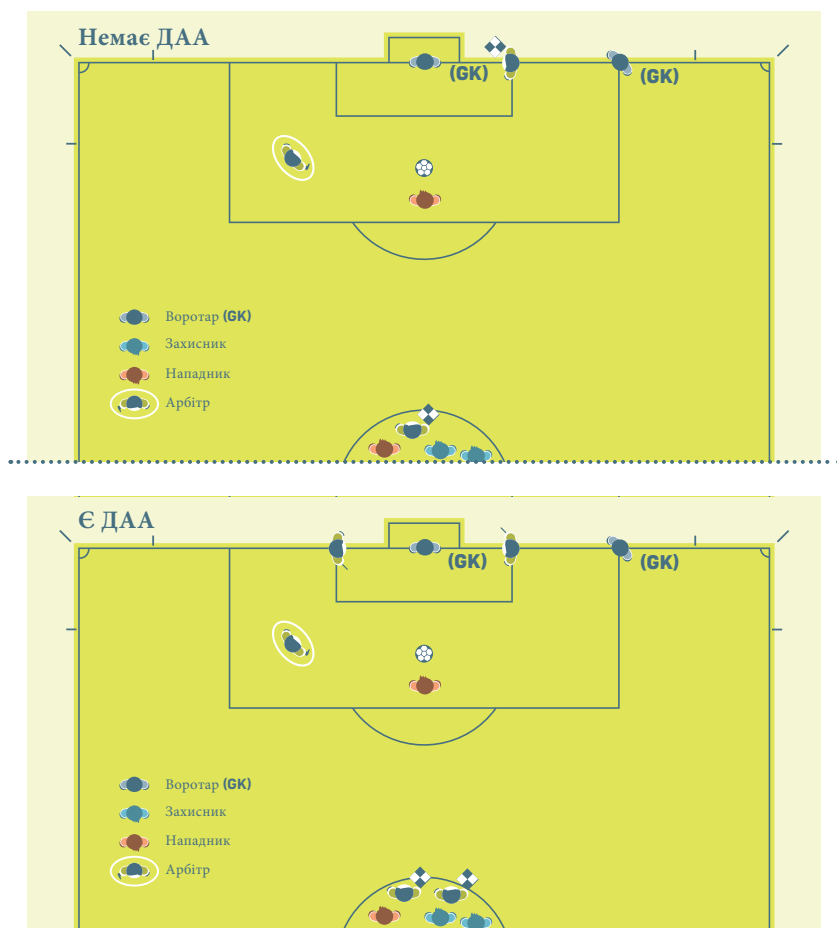 Немає ДАА
(GK)
(GK)
Воротар (GK)
Захисник
Нападник
Арбітр
Є ДАА
(GK)
(GK)
Воротар (GK)
Захисник
Нападник
Арбітр